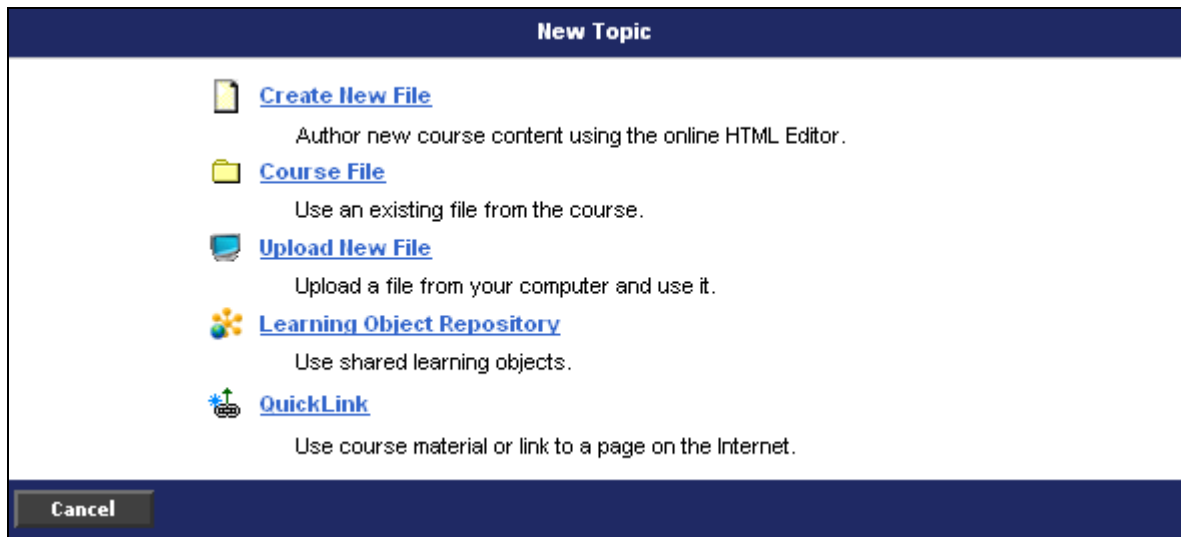 New Topic
Create New File
Author new course content using the online HTML Editor.
Course File
Use an existing file from the course.
Upload New File
Upload a file from your computer and use it.
Learning Object Repository
Use shared learning objects.
QuickLink
Use course material or link to a page on the Internet.
Cancel